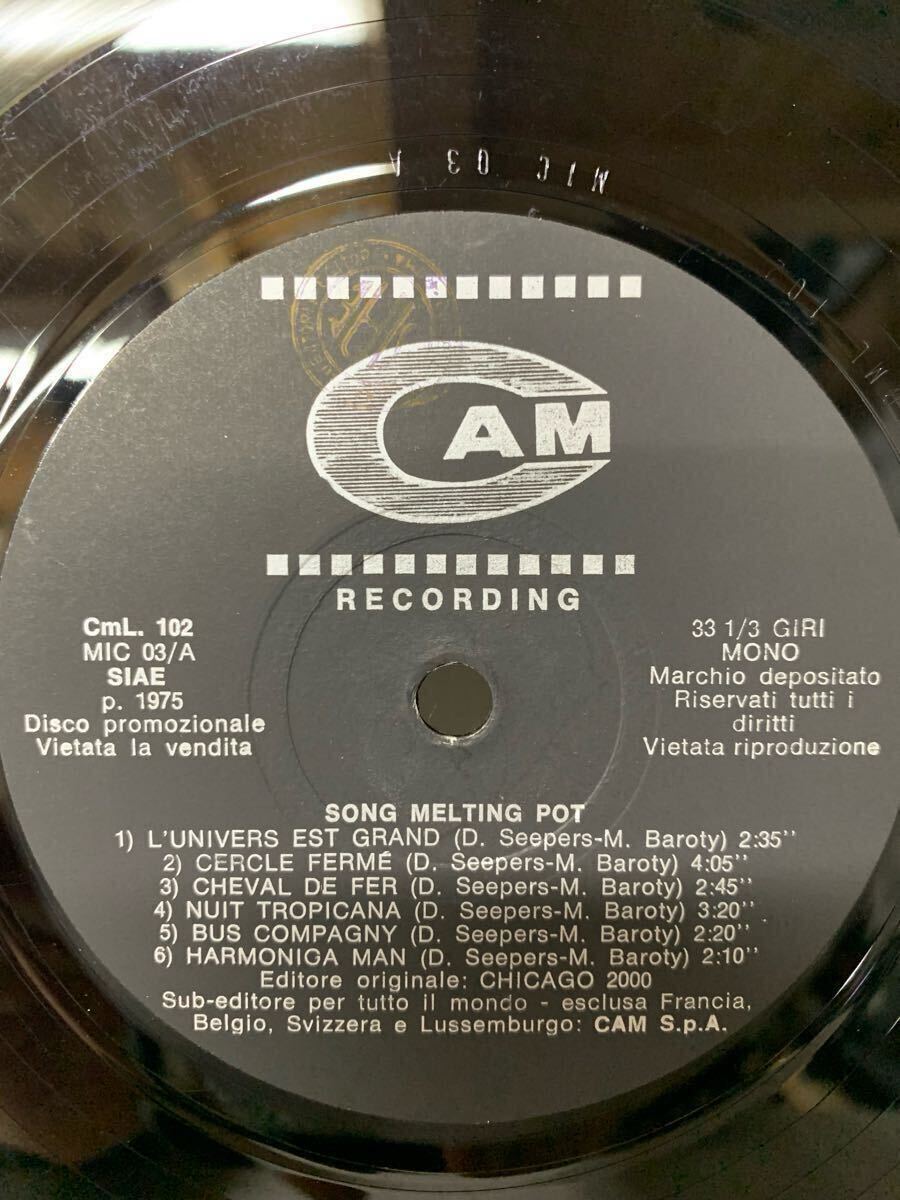 MIC 03 A
CAM
RECORDING
CmL. 102
MIC 03/A
SIAE
p. 1975
Disco promozionale
Vietata la vendita
33 1/3 GIRI
MONO
Marchio depositato
Riservati tutti i
diritti
Vietata riproduzione
SONG MELTING POT
1) L'UNIVERS EST GRAND (D. Seepers-M. Baroty) 2:35''
2) CERCLE FERMÉ (D. Seepers-M. Baroty) 4:05''
3) CHEVAL DE FER (D. Seepers-M. Baroty) 2:45''
4) NUIT TROPICANA (D. Seepers-M. Baroty) 3:20''
5) BUS COMPAGNY (D. Seepers-M. Baroty) 2:20''
6) HARMONICA MAN (D. Seepers-M. Baroty) 2:10''
Editore originale: CHICAGO 2000
Sub-editore per tutto il mondo - esclusa Francia,
Belgio, Svizzera e Lussemburgo: CAM S.p.A.